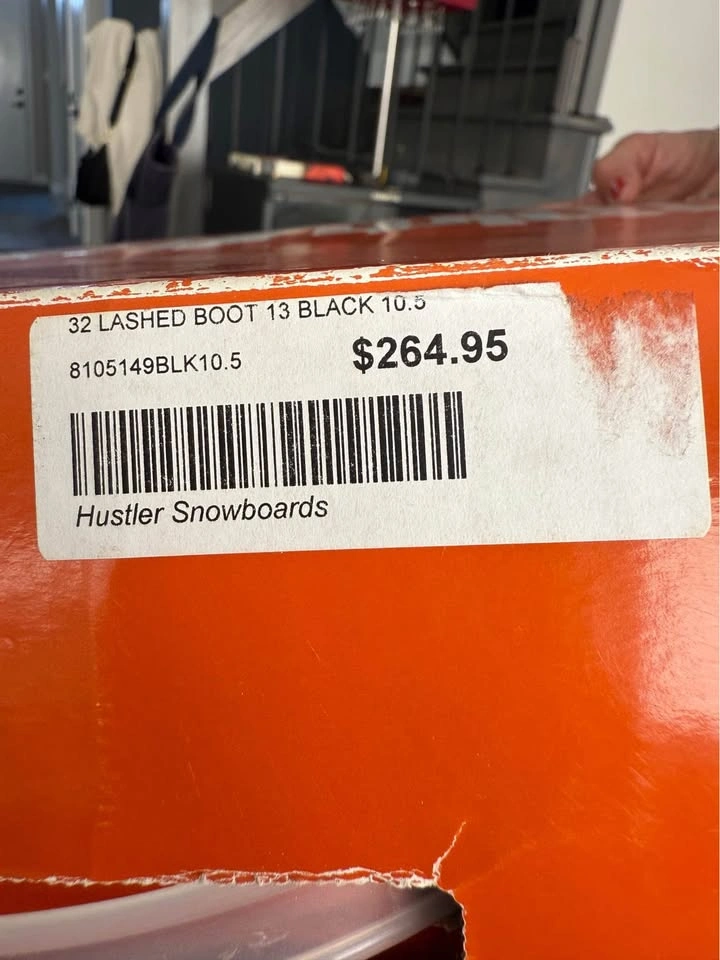 32 LASHED BOOT 13 BLACK 10.5
8105149BLK10.5
$264.95
Hustler Snowboards